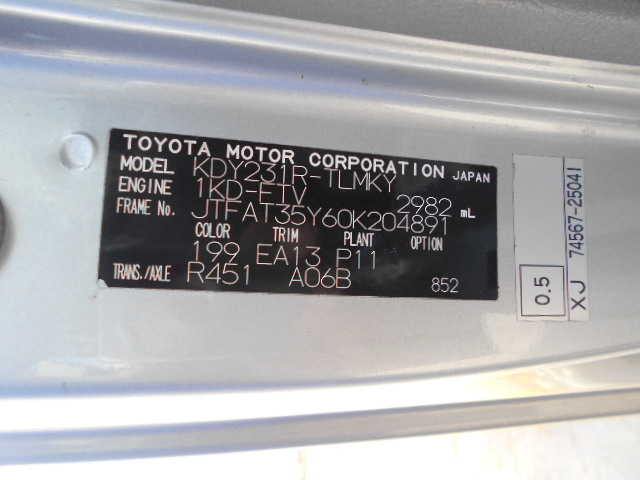 TOYOTA MOTOR CORPORATION JAPAN
MODEL KDY231R-TLMKY
ENGINE 1KD-FTV 2982 mL
FRAME No. JTFAT35Y60K204891
COLOR TRIM PLANT OPTION
199 EA13 P11
TRANS./AXLE R451 A06B 852
0.5
XJ 74567-25041